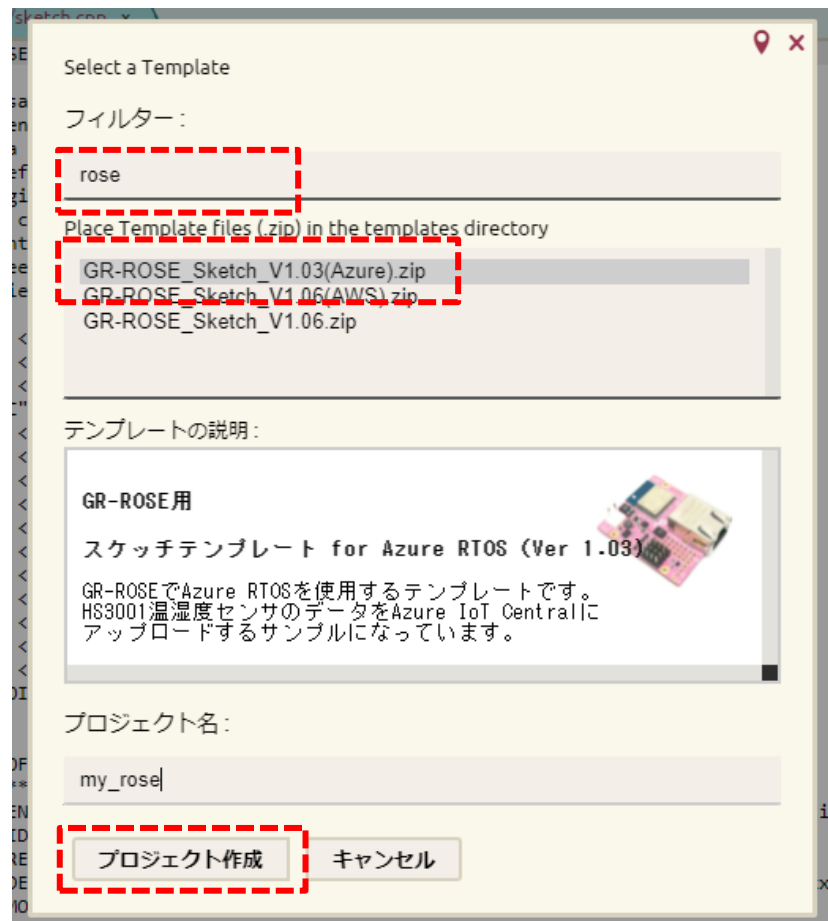 sketch.cpp x
Select a Template
フィルター:
rose
Place Template files (.zip) in the templates directory
GR-ROSE_Sketch_V1.03(Azure).zip
GR-ROSE_Sketch_V1.06(AWS).zip
GR-ROSE_Sketch_V1.06.zip
テンプレートの説明:
GR-ROSE用
スケッチテンプレート for Azure RTOS (Ver 1.03)
GR-ROSEでAzure RTOSを使用するテンプレートです。
HS3001温湿度センサのデータをAzure IoT Centralに
アップロードするサンプルになっています。
プロジェクト名:
my_rose
プロジェクト作成 キャンセル